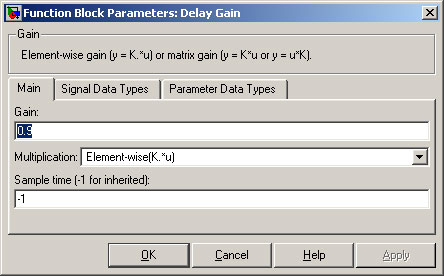 Function Block Parameters: Delay Gain
Gain
Element-wise gain (y = K.*u) or matrix gain (y = K*u or y = u*K).
Main Signal Data Types Parameter Data Types
Gain:
0.9
Multiplication: Element-wise(K.*u)
Sample time (-1 for inherited):
-1
OK Cancel Help Apply